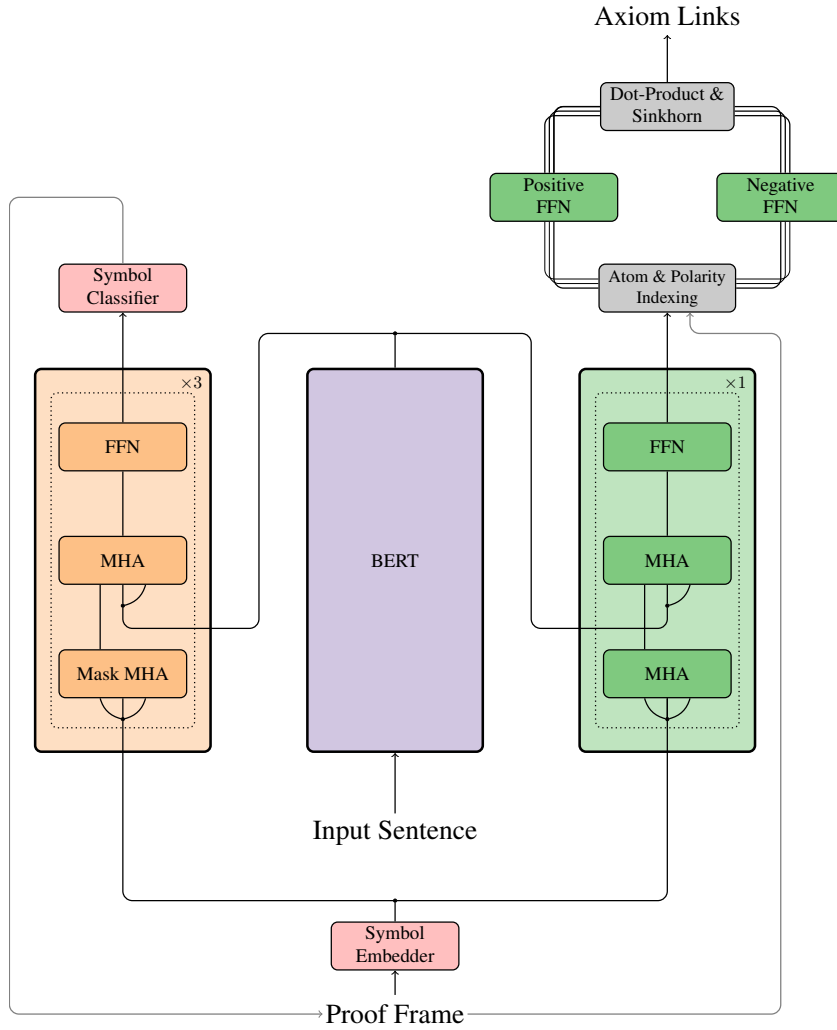 Axiom Links
Dot-Product &
Sinkhorn
Positive
FFN
Negative
FFN
Symbol
Classifier
Atom & Polarity
Indexing
×3
×1
FFN
FFN
MHA
BERT
MHA
Mask MHA
MHA
Input Sentence
Symbol
Embedder
Proof Frame